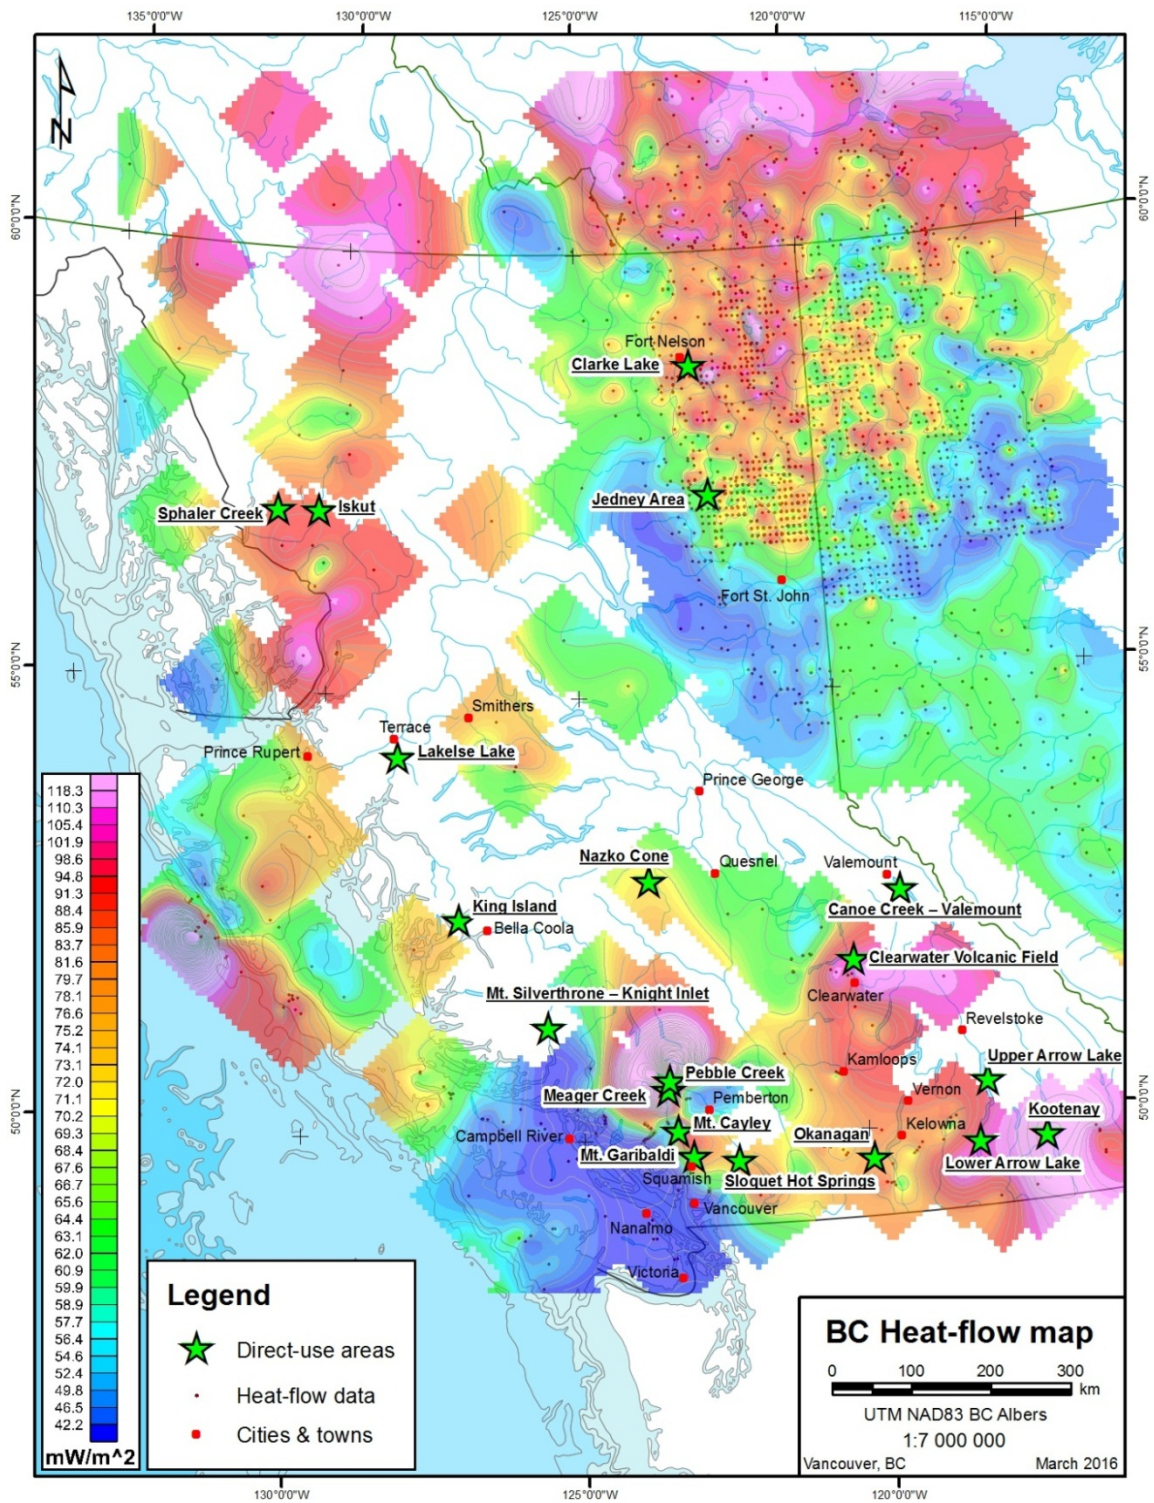 135°0'0"W
130°0'0"W
125°0'0"W
120°0'0"W
115°0'0"W
N
60°0'0"N
60°0'0"N
Fort Nelson
Clarke Lake
Jedney Area
Sphaler Creek
Iskut
Fort St. John
55°0'0"N
55°0'0"N
Smithers
Terrace
Lakelse Lake
Prince Rupert
Prince George
Nazko Cone
Quesnel
Valemount
Canoe Creek – Valemount
King Island
Bella Coola
Clearwater Volcanic Field
Clearwater
Mt. Silverthrone – Knight Inlet
Revelstoke
Kamloops
Upper Arrow Lake
Pebble Creek
Meager Creek
Pemberton
Vernon
Kootenay
50°0'0"N
50°0'0"N
Mt. Cayley
Okanagan
Kelowna
Campbell River
Mt. Garibaldi
Lower Arrow Lake
Squamish
Sloquet Hot Springs
Vancouver
Nanaimo
Victoria
118.3
110.3
105.4
101.9
98.6
94.8
91.3
88.4
85.9
83.7
81.6
79.7
78.1
76.6
75.2
74.1
73.1
72.0
71.1
70.2
69.3
68.4
67.6
66.7
65.6
64.4
63.1
62.0
60.9
59.9
58.9
57.7
56.4
54.6
52.4
49.8
46.5
42.2
mW/m^2
Legend
Direct-use areas
Heat-flow data
Cities & towns
BC Heat-flow map
0 100 200 300
km
UTM NAD83 BC Albers
1:7 000 000
Vancouver, BC March 2016
130°0'0"W
125°0'0"W
120°0'0"W